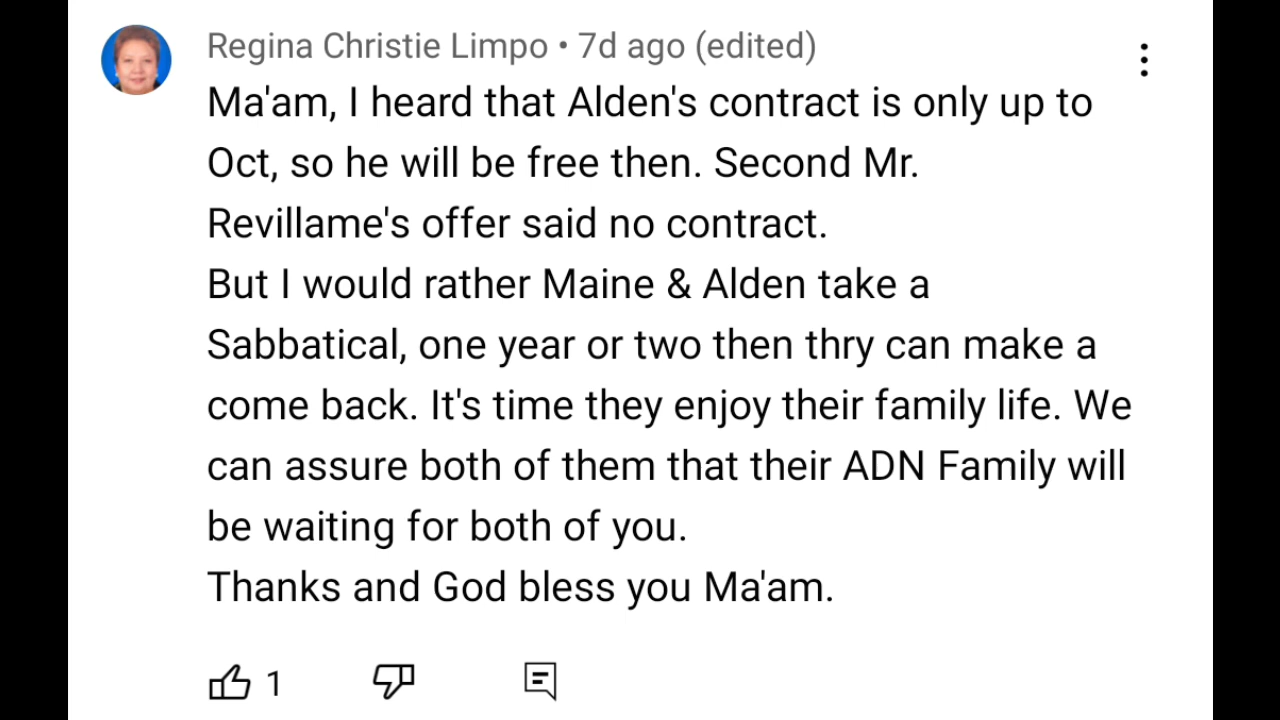 Regina Christie Limpo • 7d ago (edited)
Ma'am, I heard that Alden's contract is only up to
Oct, so he will be free then. Second Mr.
Revillame's offer said no contract.
But I would rather Maine & Alden take a
Sabbatical, one year or two then thry can make a
come back. It's time they enjoy their family life. We
can assure both of them that their ADN Family will
be waiting for both of you.
Thanks and God bless you Ma'am.
1